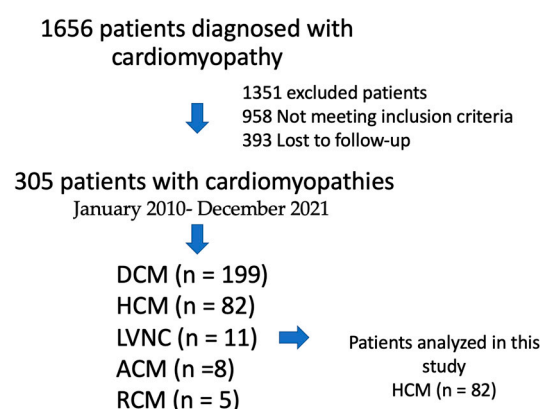 1656 patients diagnosed with
cardiomyopathy
1351 excluded patients
958 Not meeting inclusion criteria
393 Lost to follow-up
305 patients with cardiomyopathies
January 2010- December 2021
DCM (n = 199)
HCM (n = 82)
LVNC (n = 11)
ACM (n =8)
RCM (n = 5)
Patients analyzed in this
study
HCM (n = 82)